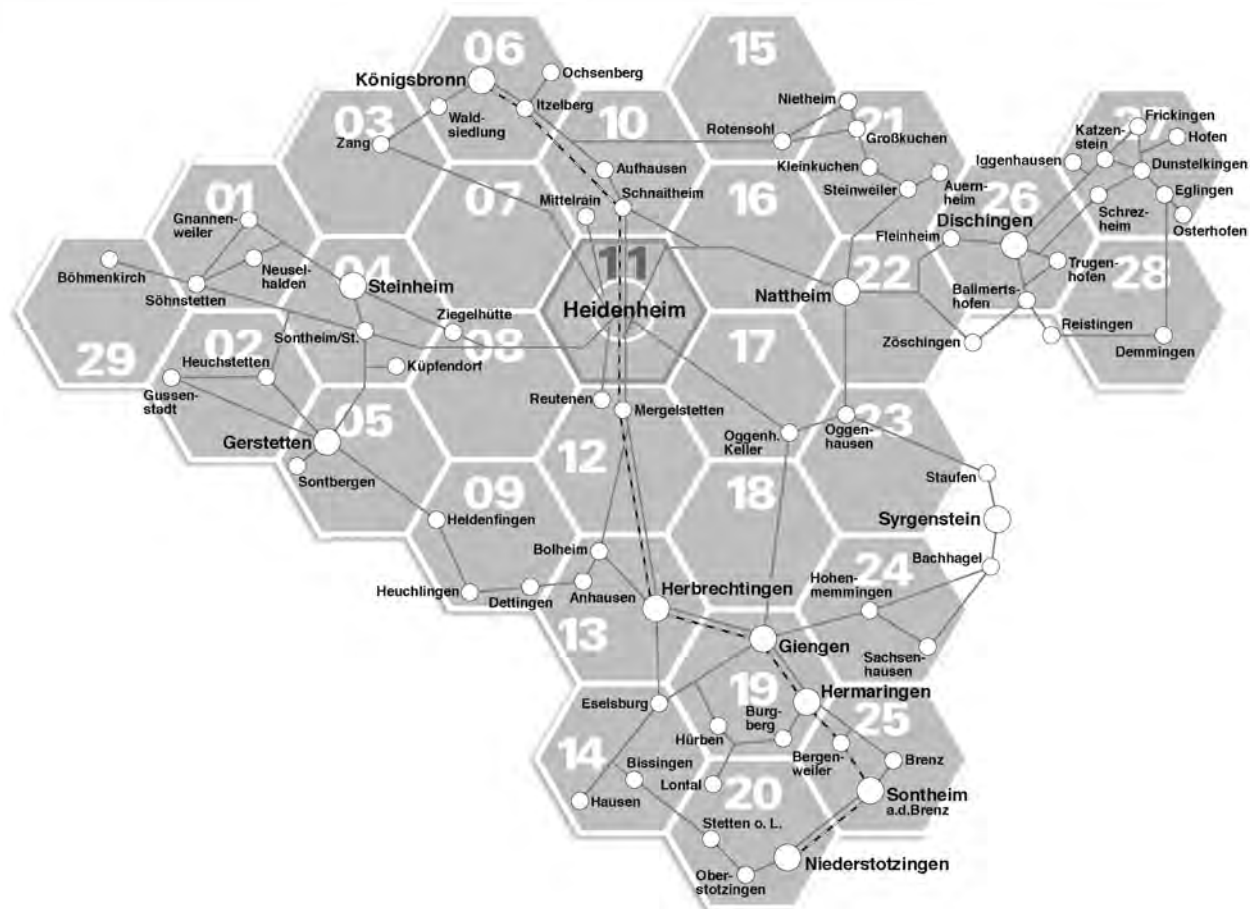 06
15
Königsbronn
Ochsenberg
Itzelberg
Wald-
siedlung
03
Zang
10
Rotensohl
Nietheim
21
Großkuchen
Kleinkuchen
Steinweiler
Auern-
heim
Frickingen
Katzen-
stein
Hofen
Iggenhausen
Dunstelkingen
26
Eglingen
Osterhofen
Schrez-
heim
Dischingen
Aufhausen
Schnaitheim
Mittelrain
07
16
01
Gnannen-
weiler
Böhmenkirch
Neusel-
halden
Söhnstetten
04
Steinheim
Ziegelhütte
Sontheim/St.
11
Heidenheim
Fleinheim
22
Nattheim
Trugen-
hofen
Ballmerts-
hofen
28
Reistingen
Zöschingen
Demmingen
29
02
Heuchstetten
Gussen-
stadt
Küpfendorf
08
17
Reutenen
Mergelstetten
Gerstetten
05
Sontbergen
Oggenh.
Keller
Oggen-
hausen
23
Staufen
12
18
09
Heldenfingen
Syrgenstein
Bolheim
Bachhagel
Heuchlingen
Dettingen
Anhausen
Herbrechtingen
Hohen-
memmingen
24
13
Giengen
Sachsen-
hausen
Eselsburg
19
Hermaringen
Burg-
berg
Hürben
25
Bergen-
weiler
Brenz
14
Bissingen
Lontal
Hausen
20
Sontheim
a.d.Brenz
Stetten o. L.
Ober-
stotzingen
Niederstotzingen